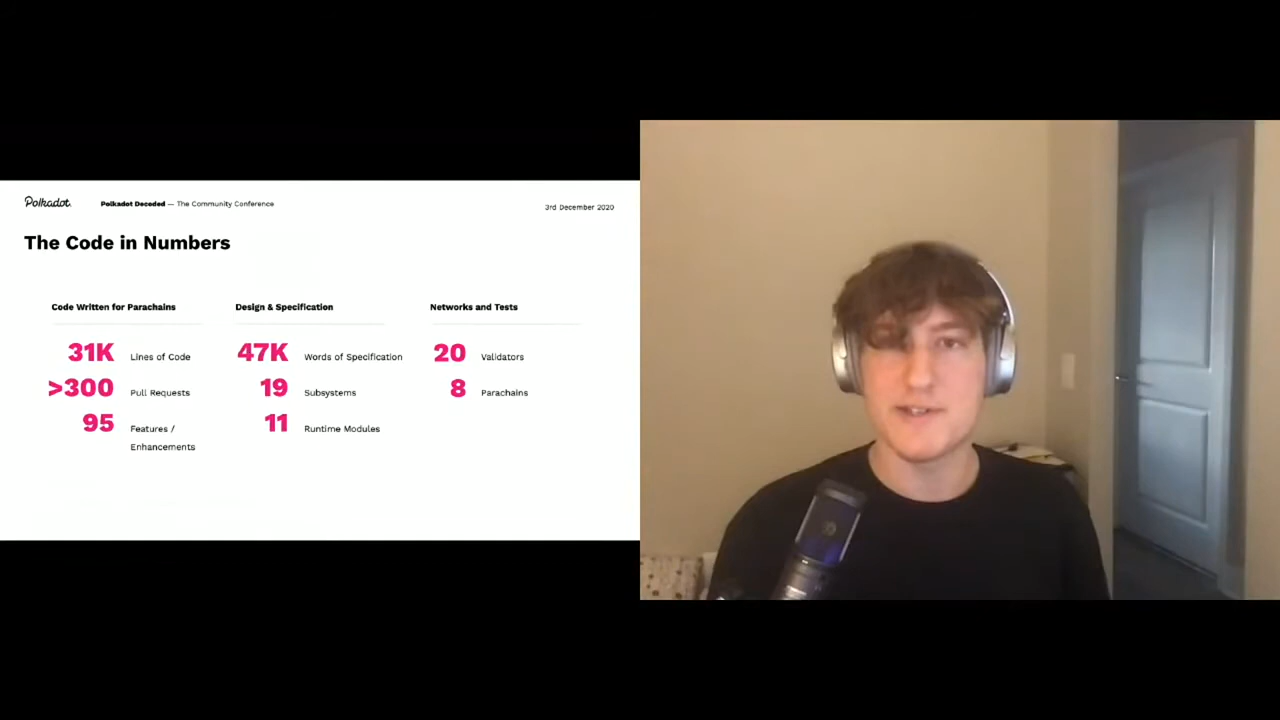 Polkadot.
Polkadot Decoded — The Community Conference
3rd December 2020
The Code in Numbers
Code Written for Parachains
31K Lines of Code
>300 Pull Requests
95 Features /
Enhancements
Design & Specification
47K Words of Specification
19 Subsystems
11 Runtime Modules
Networks and Tests
20 Validators
8 Parachains